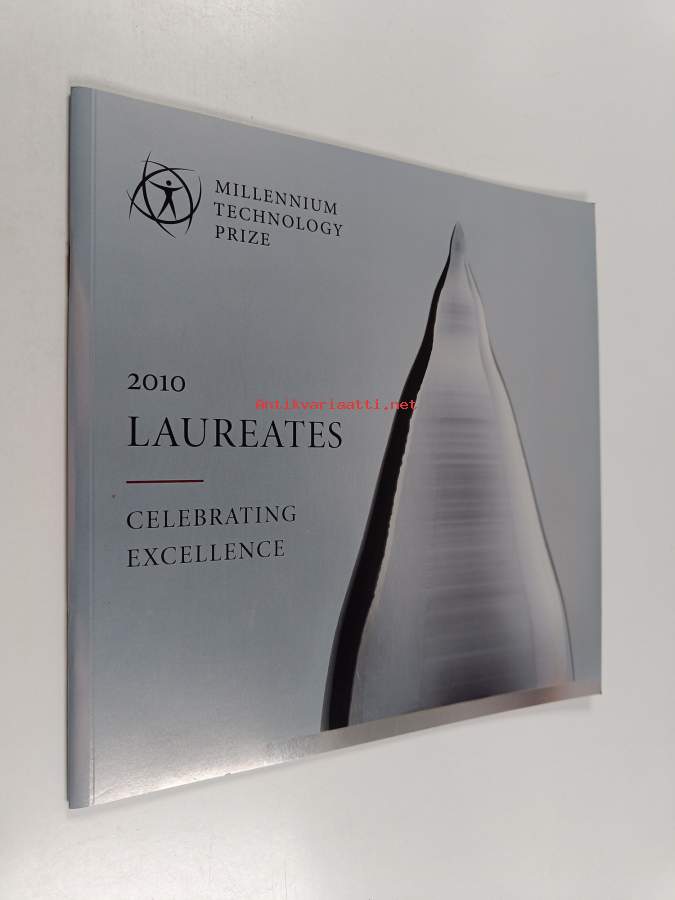 MILLENNIUM
TECHNOLOGY
PRIZE
2010
Antikvariaatti.net
LAUREATES
CELEBRATING
EXCELLENCE